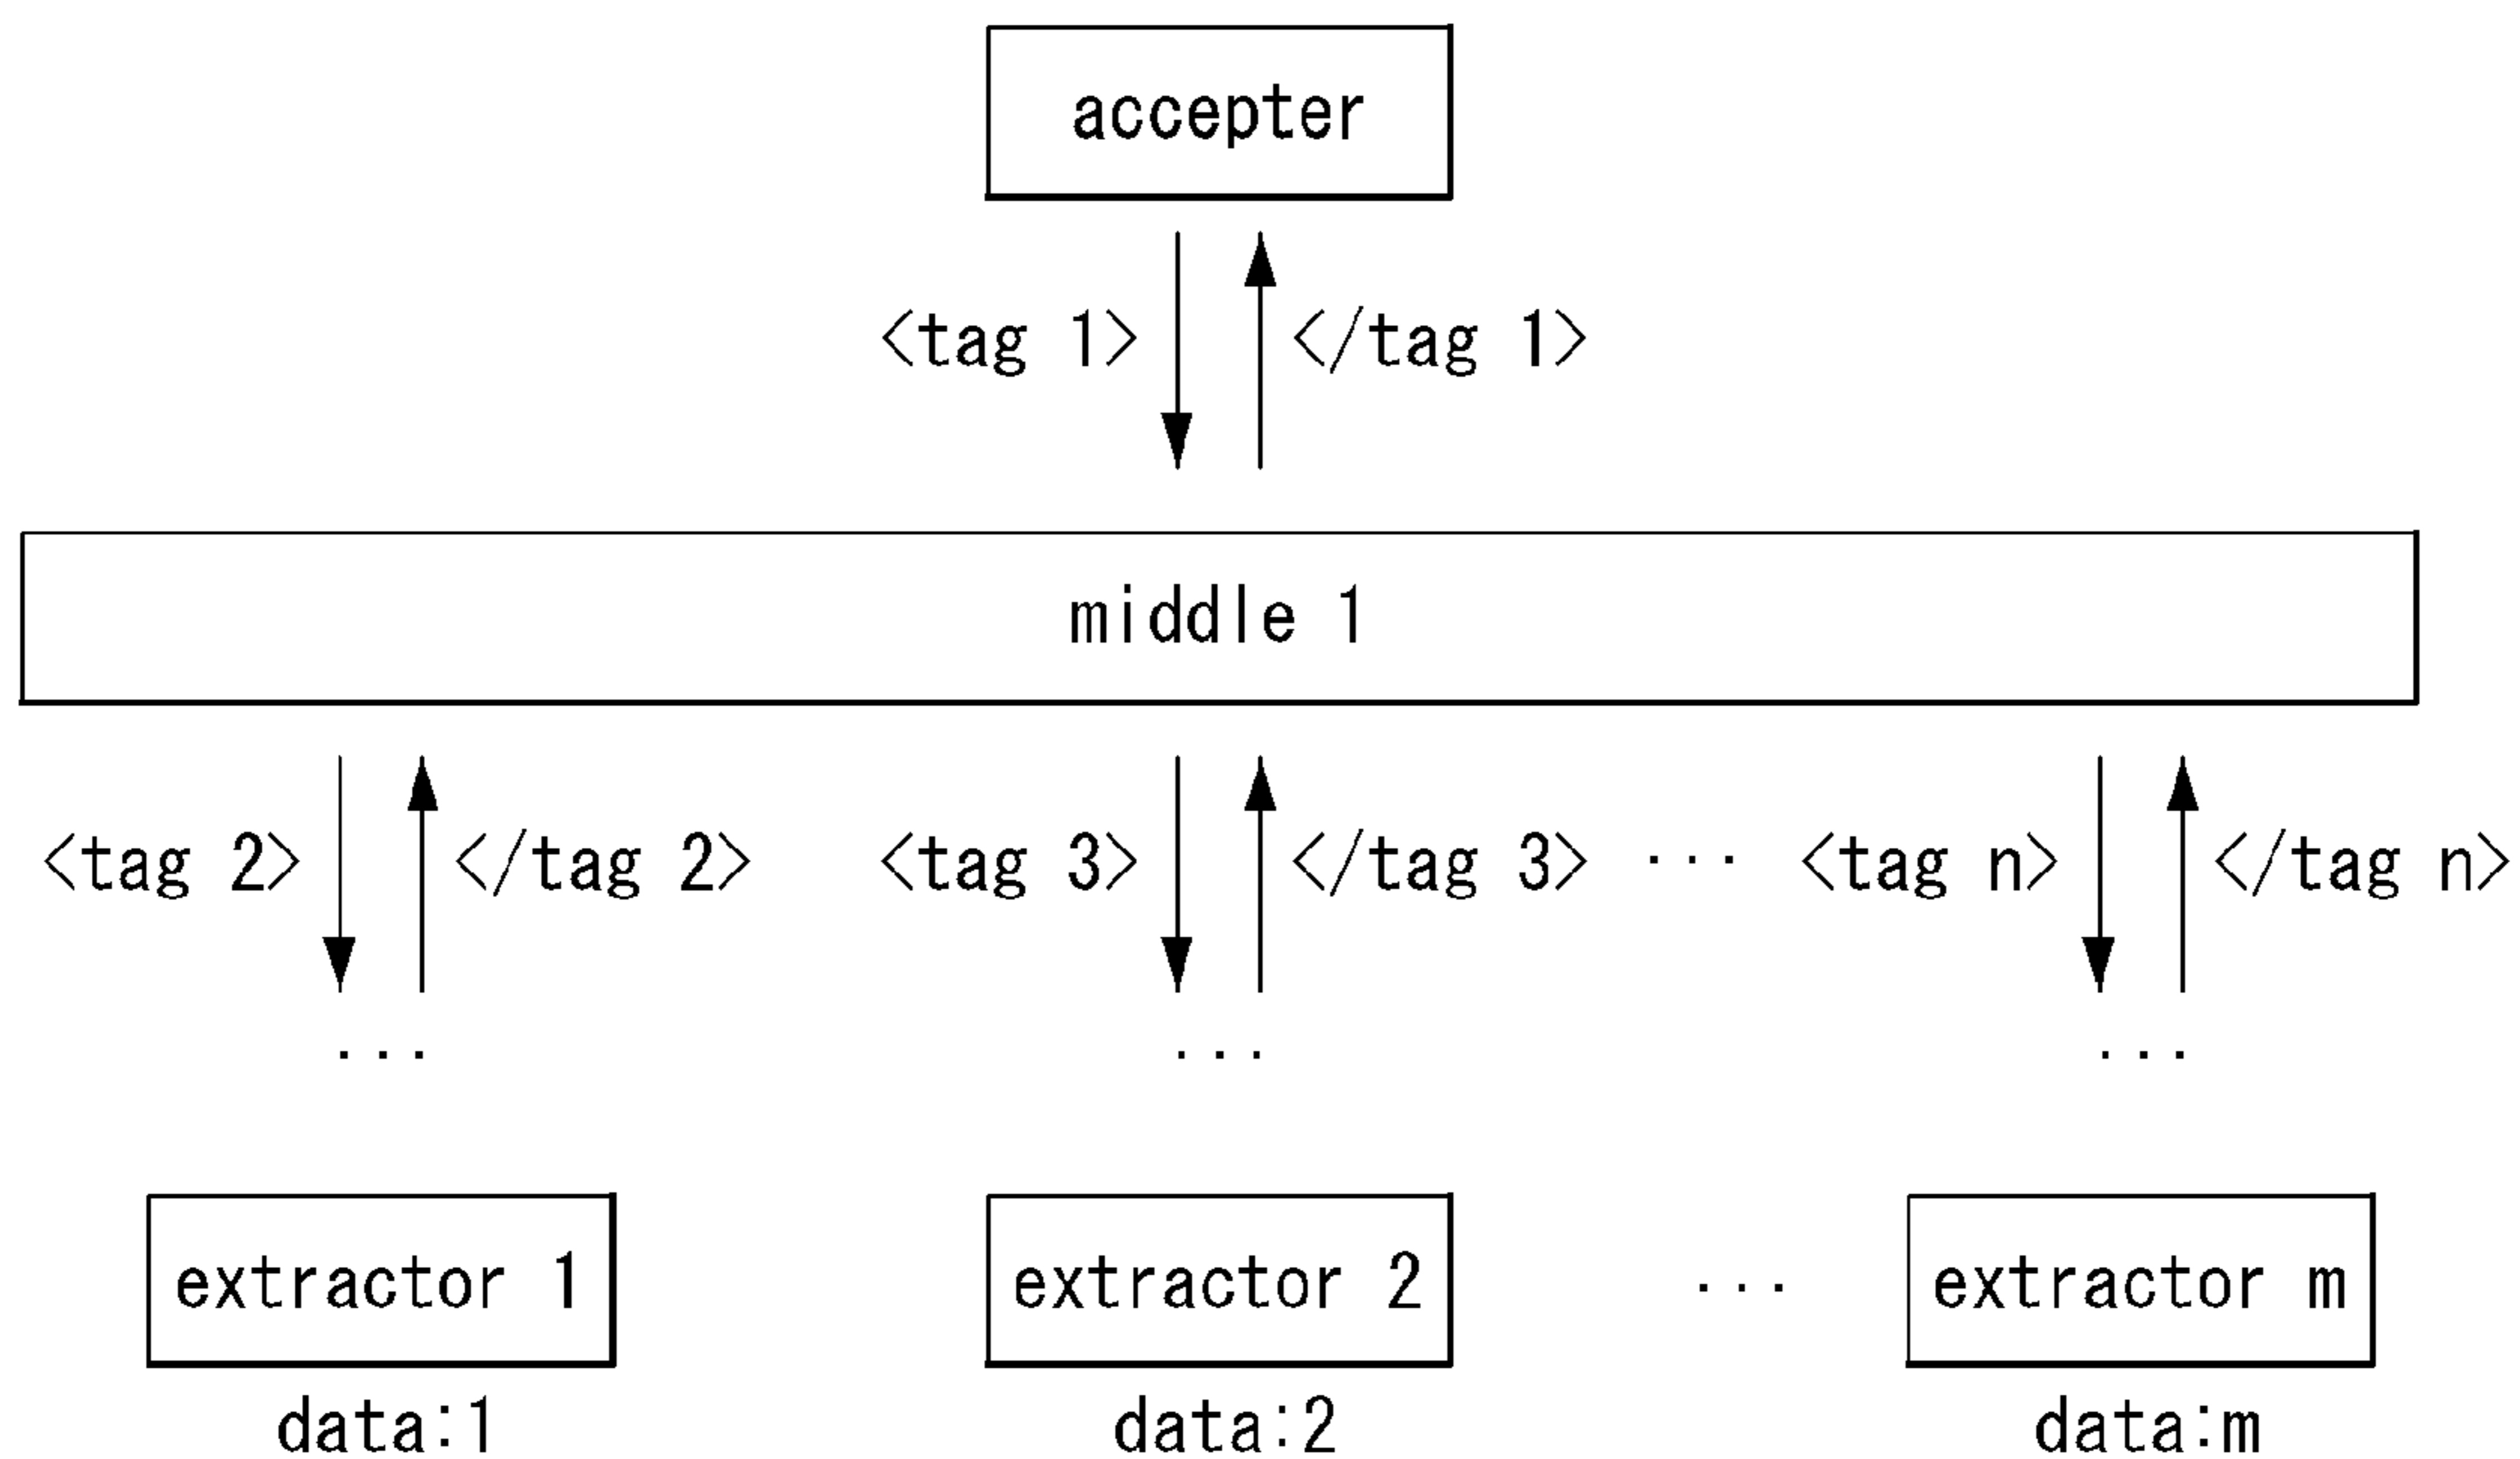 accepter
<tag 1> </tag 1>
middle 1
<tag 2> </tag 2> <tag 3> </tag 3> ... <tag n> </tag n>
... ... ...
extractor 1 extractor 2 ... extractor m
data:1 data:2 data:m